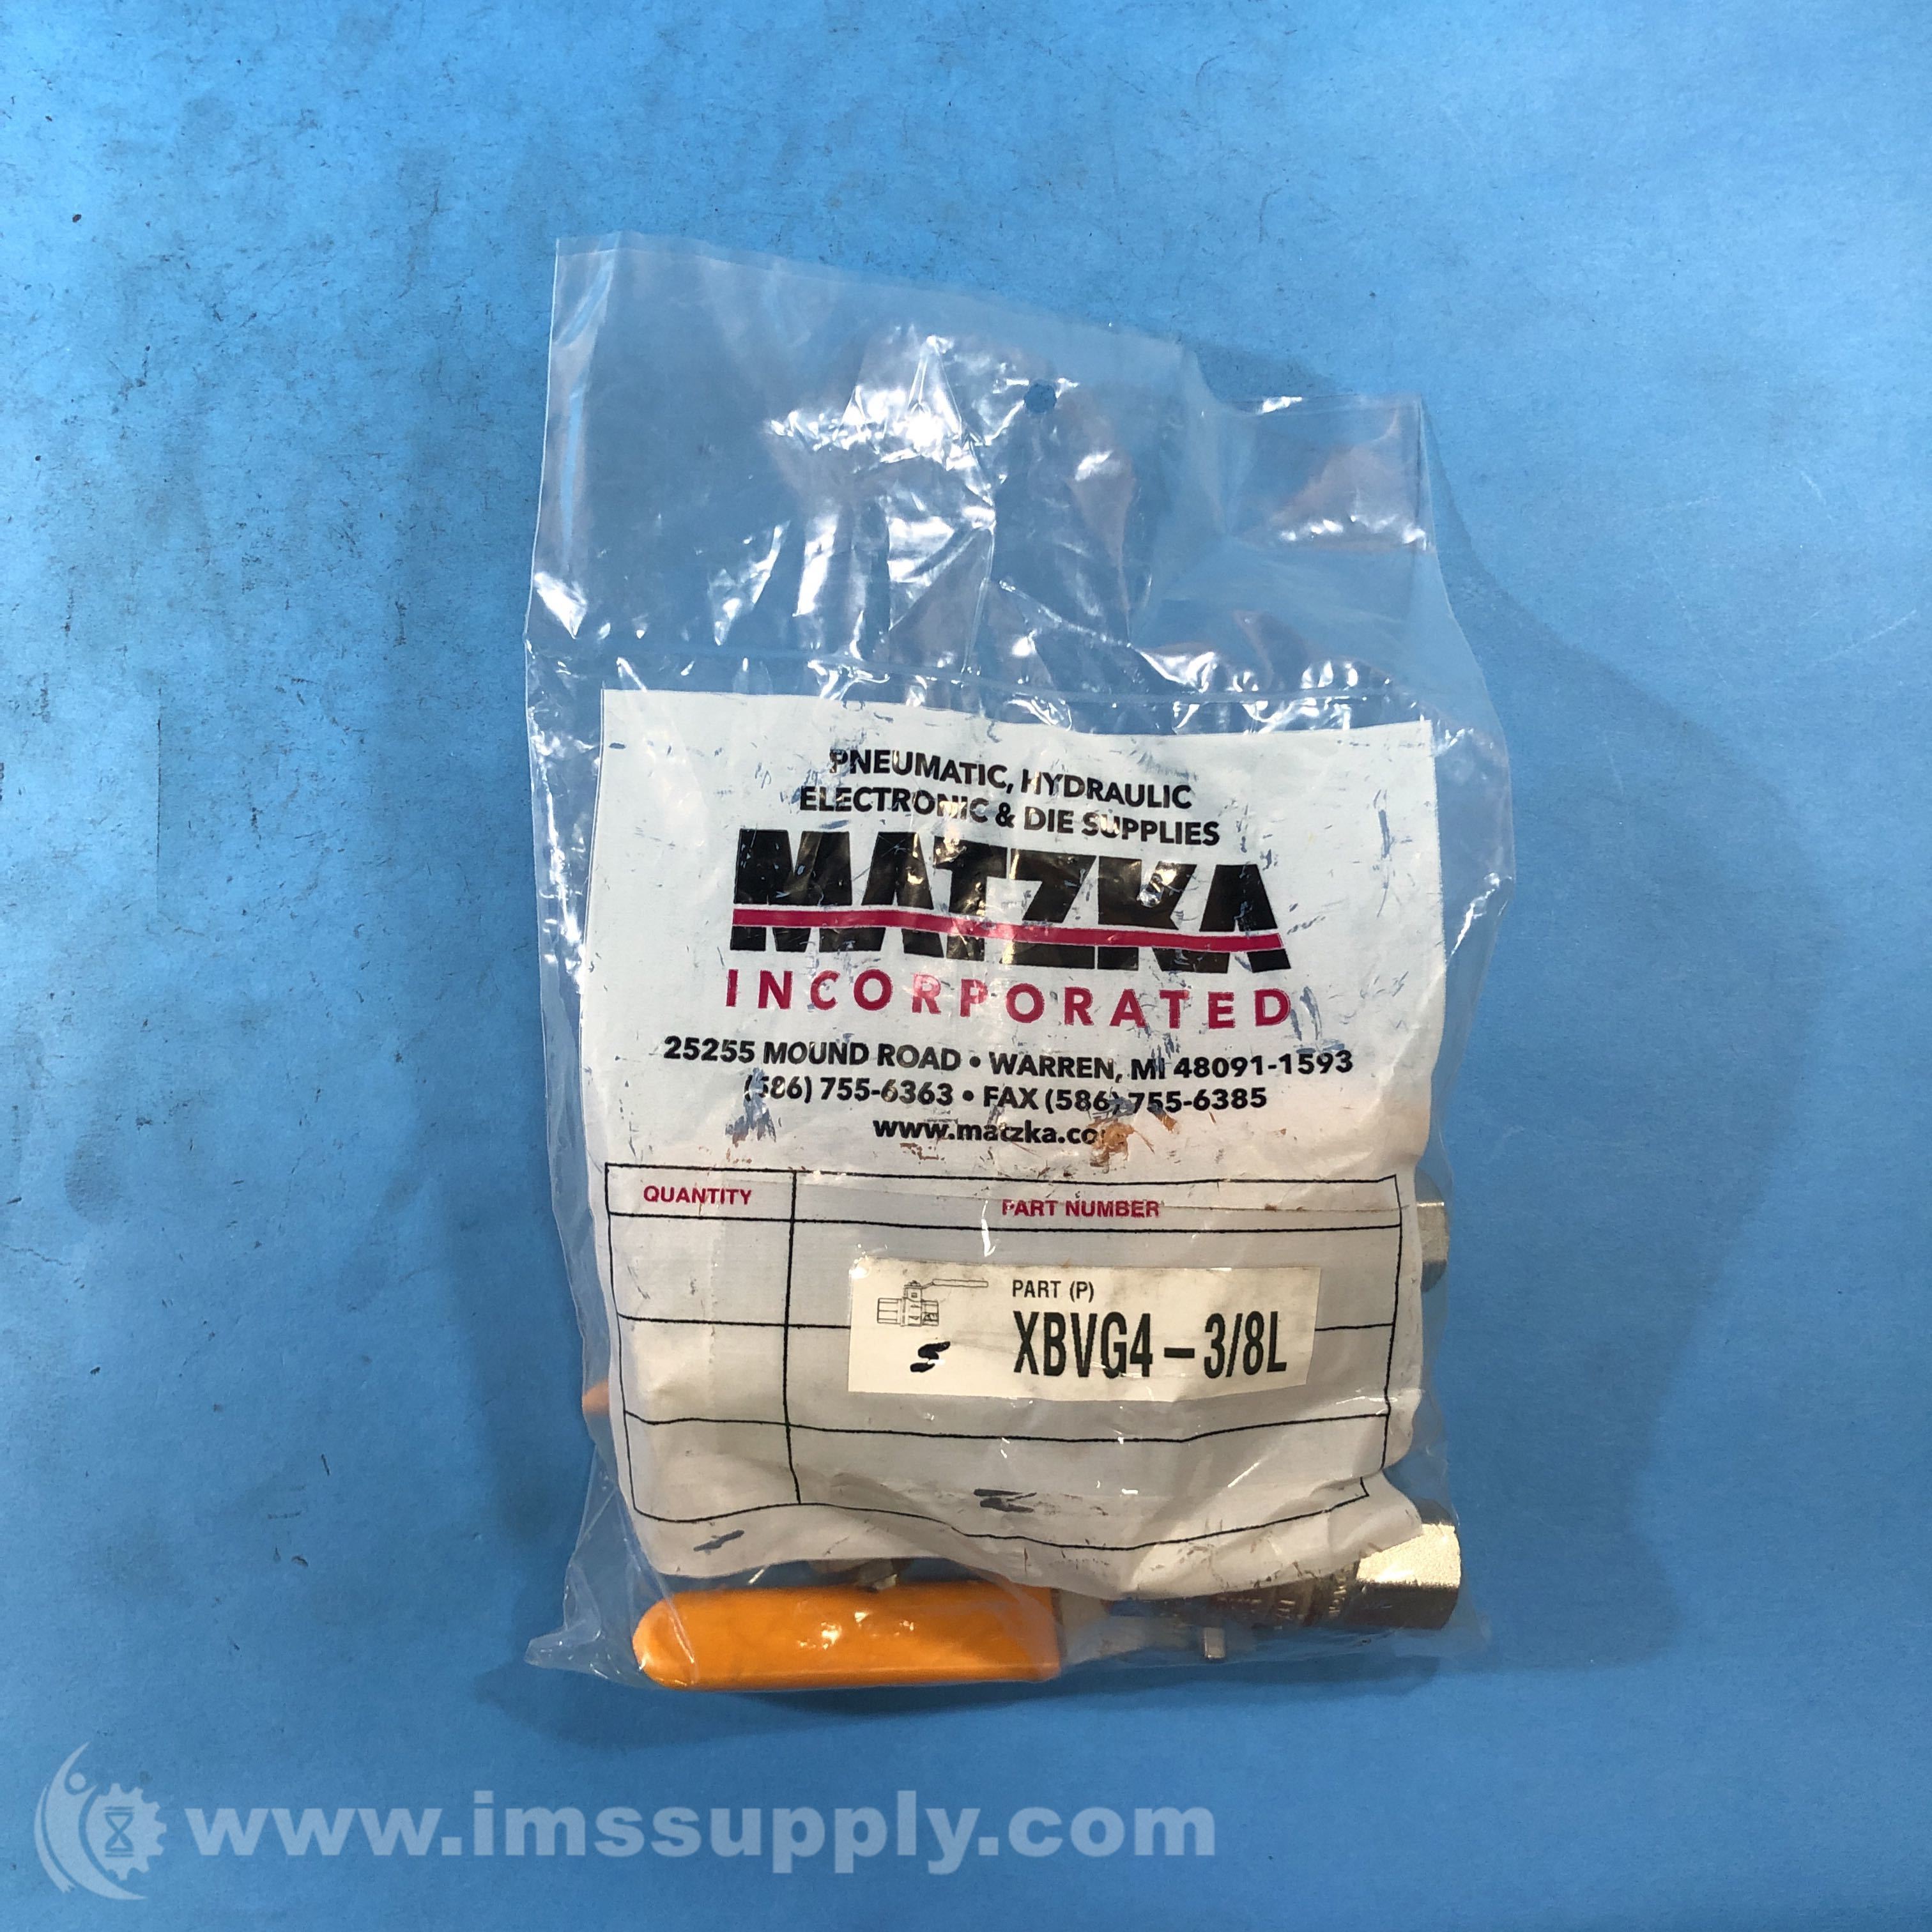 PNEUMATIC, HYDRAULIC
ELECTRONIC & DIE SUPPLIES
MATZKA
INCORPORATED
25255 MOUND ROAD • WARREN, MI 48091-1593
(586) 755-6363 • FAX (586) 755-6385
www.matzka.co
QUANTITY PART NUMBER
PART (P)
XBVG4-3/8L
www.imssupply.com